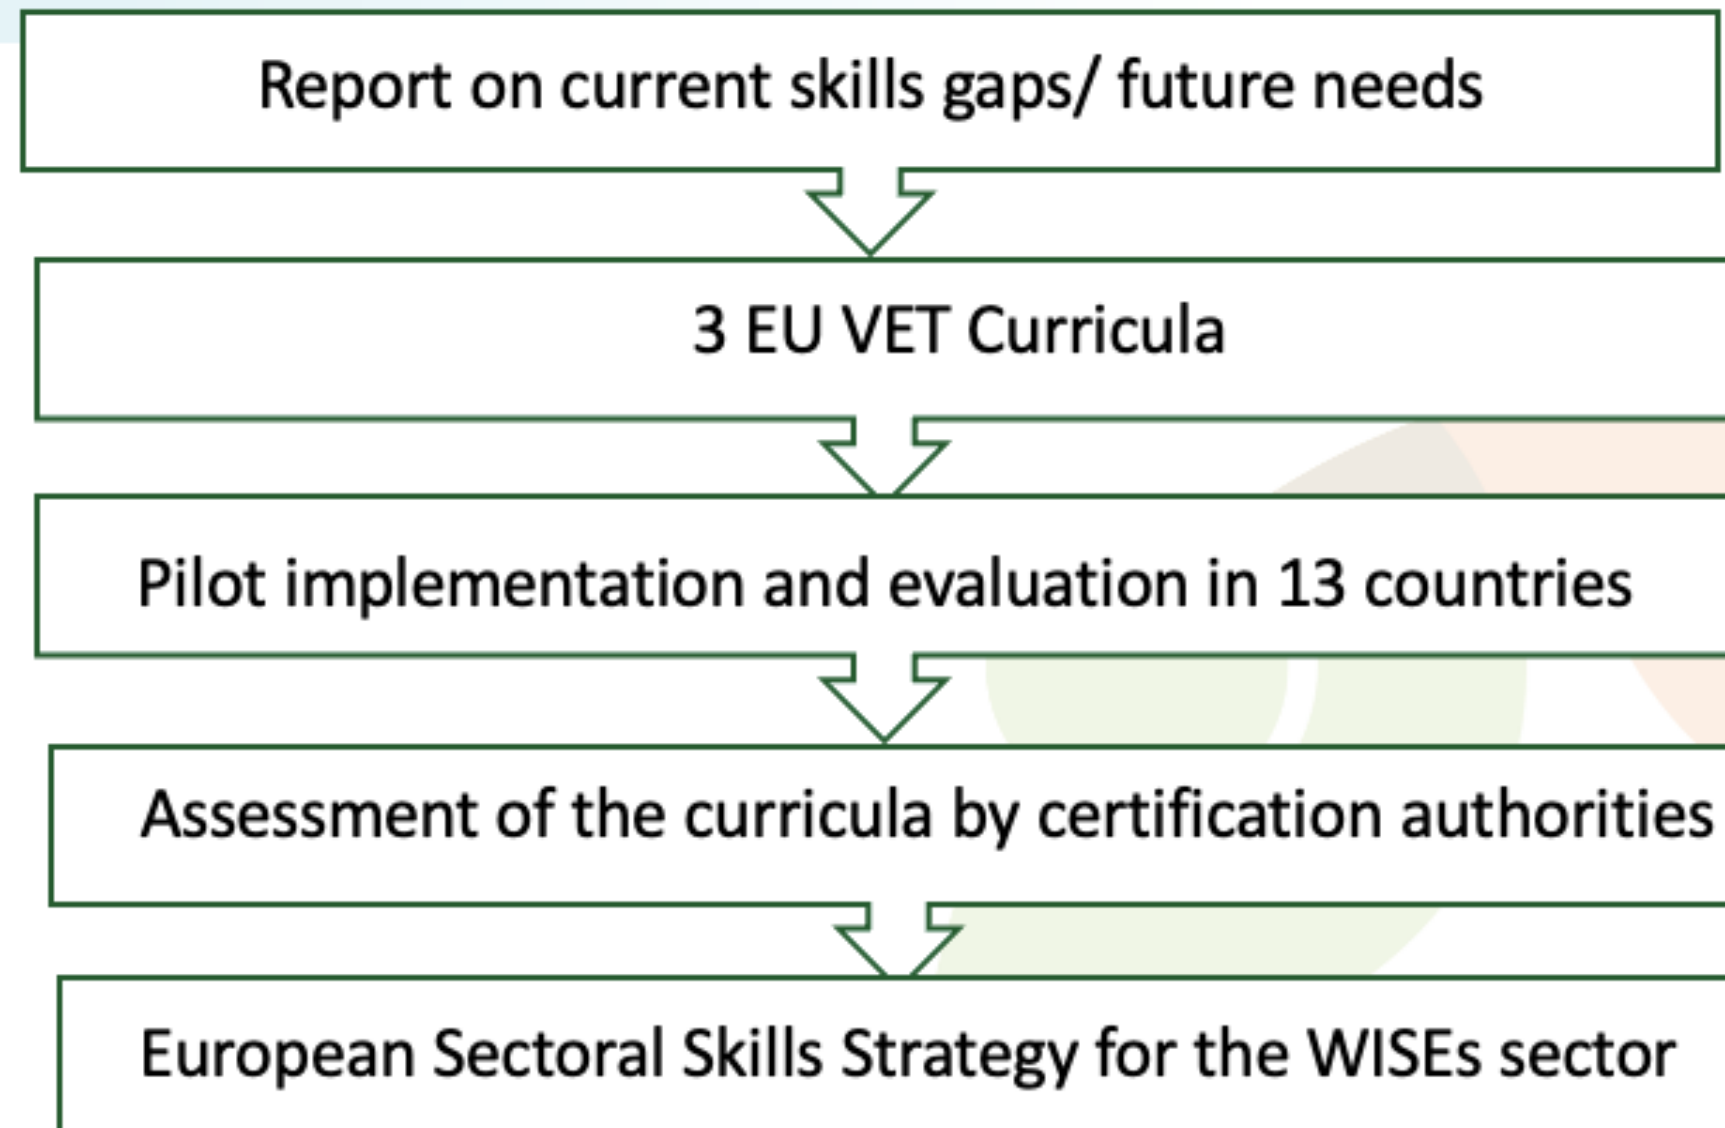 Report on current skills gaps/ future needs
3 EU VET Curricula
Pilot implementation and evaluation in 13 countries
Assessment of the curricula by certification authorities
European Sectoral Skills Strategy for the WISEs sector